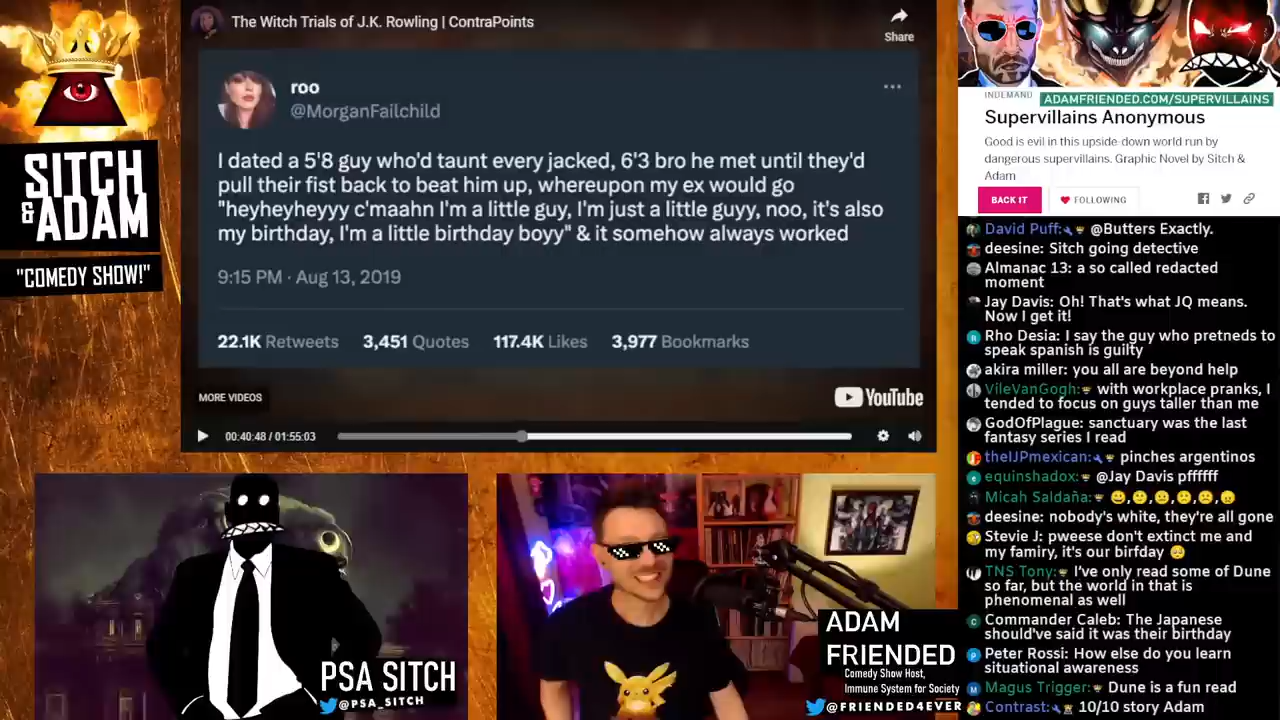 The Witch Trials of J.K. Rowling | ContraPoints
Share
roo
@MorganFailchild
I dated a 5'8 guy who'd taunt every jacked, 6'3 bro he met until they'd
pull their fist back to beat him up, whereupon my ex would go
"heyheyheyyy c'maahn I'm a little guy, I'm just a little guyy, noo, it's also
my birthday, I'm a little birthday boyy" & it somehow always worked
9:15 PM · Aug 13, 2019
22.1K Retweets 3,451 Quotes 117.4K Likes 3,977 Bookmarks
MORE VIDEOS
YouTube
00:40:48 / 01:55:03
SITCH
& ADAM
"COMEDY SHOW!"
INDEMAND
ADAMFRIENDED.COM/SUPERVILLAINS
Supervillains Anonymous
Good is evil in this upside-down world run by
dangerous supervillains. Graphic Novel by Sitch &
Adam
BACK IT
FOLLOWING
David Puff: @Butters Exactly.
deesine: Sitch going detective
Almanac 13: a so called redacted
moment
Jay Davis: Oh! That's what JQ means.
Now I get it!
Rho Desia: I say the guy who pretneds to
speak spanish is guilty
akira miller: you all are beyond help
VileVanGogh: with workplace pranks, I
tended to focus on guys taller than me
GodOfPlague: sanctuary was the last
fantasy series I read
theIJPmexican: pinches argentinos
equinshadox: @Jay Davis pffffff
Micah Saldaña:
deesine: nobody's white, they're all gone
Stevie J: pweese don't extinct me and
my famiry, it's our birfday
TNS Tony: I've only read some of Dune
so far, but the world in that is
phenomenal as well
Commander Caleb: The Japanese
should've said it was their birthday
Peter Rossi: How else do you learn
situational awareness
Magus Trigger: Dune is a fun read
Contrast: 10/10 story Adam
PSA SITCH
@PSA_SITCH
ADAM
FRIENDED
Comedy Show Host,
Immune System for Society
@FRIENDED4EVER